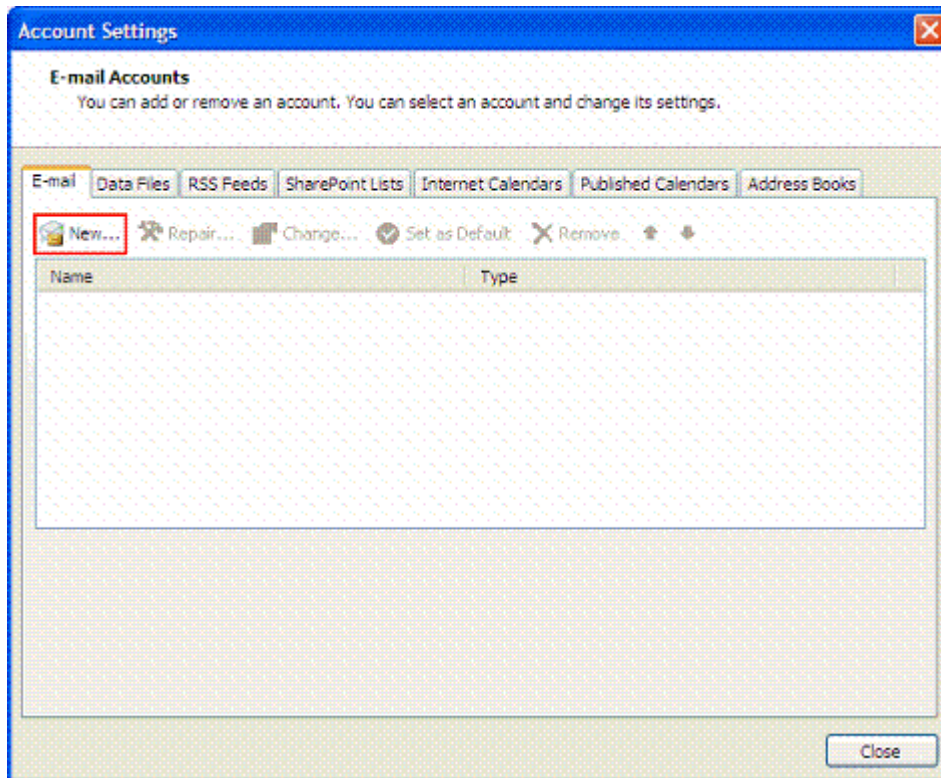 Account Settings
E-mail Accounts
You can add or remove an account. You can select an account and change its settings.
E-mail Data Files RSS Feeds SharePoint Lists Internet Calendars Published Calendars Address Books
New... Repair... Change... Set as Default Remove
Name Type
Close